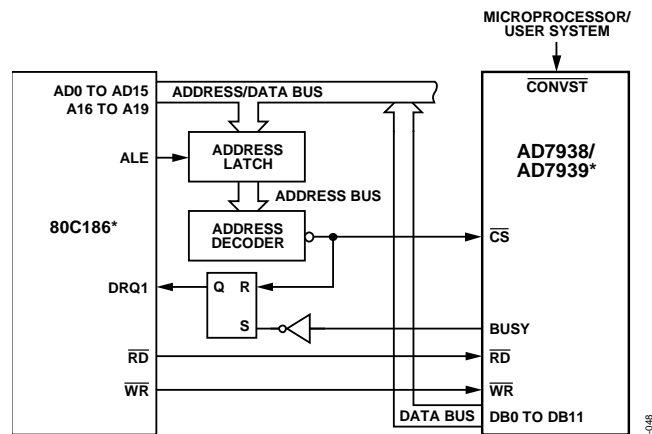 MICROPROCESSOR/
USER SYSTEM
AD0 TO AD15
A16 TO A19
ADDRESS/DATA BUS
CONVST
ALE
ADDRESS
LATCH
AD7938/
AD7939*
ADDRESS BUS
80C186*
ADDRESS
DECODER
CS
DRQ1
Q R
S
BUSY
RD
RD
WR
WR
DATA BUS
DB0 TO DB11
-048